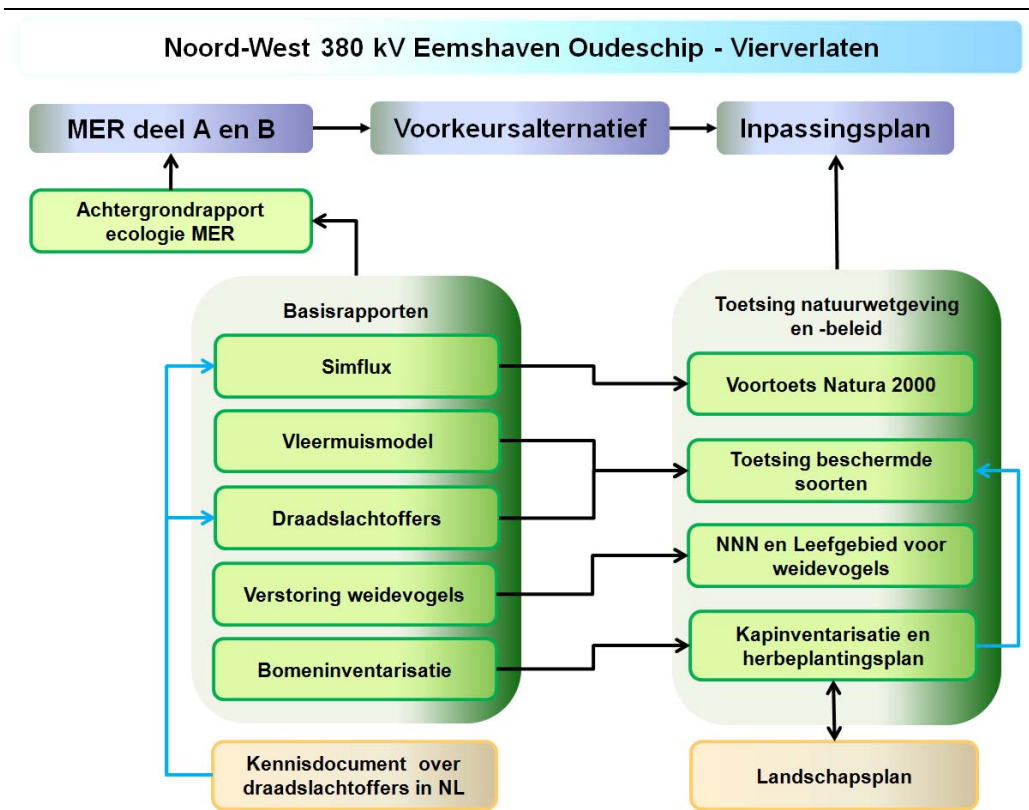 Noord-West 380 kV Eemshaven Oudeschip - Vierverlaten
MER deel A en B
Voorkeursalternatief
Inpassingsplan
Achtergrondrapport
ecologie MER
Basisrapporten
Simflux
Vleermuismodel
Draadslachtoffers
Verstoring weidevogels
Bomeninventarisatie
Kennisdocument over
draadslachtoffers in NL
Toetsing natuurwetgeving
en -beleid
Voortoets Natura 2000
Toetsing beschermde
soorten
NNN en Leefgebied voor
weidevogels
Kapinventarisatie en
herbeplantingsplan
Landschapsplan